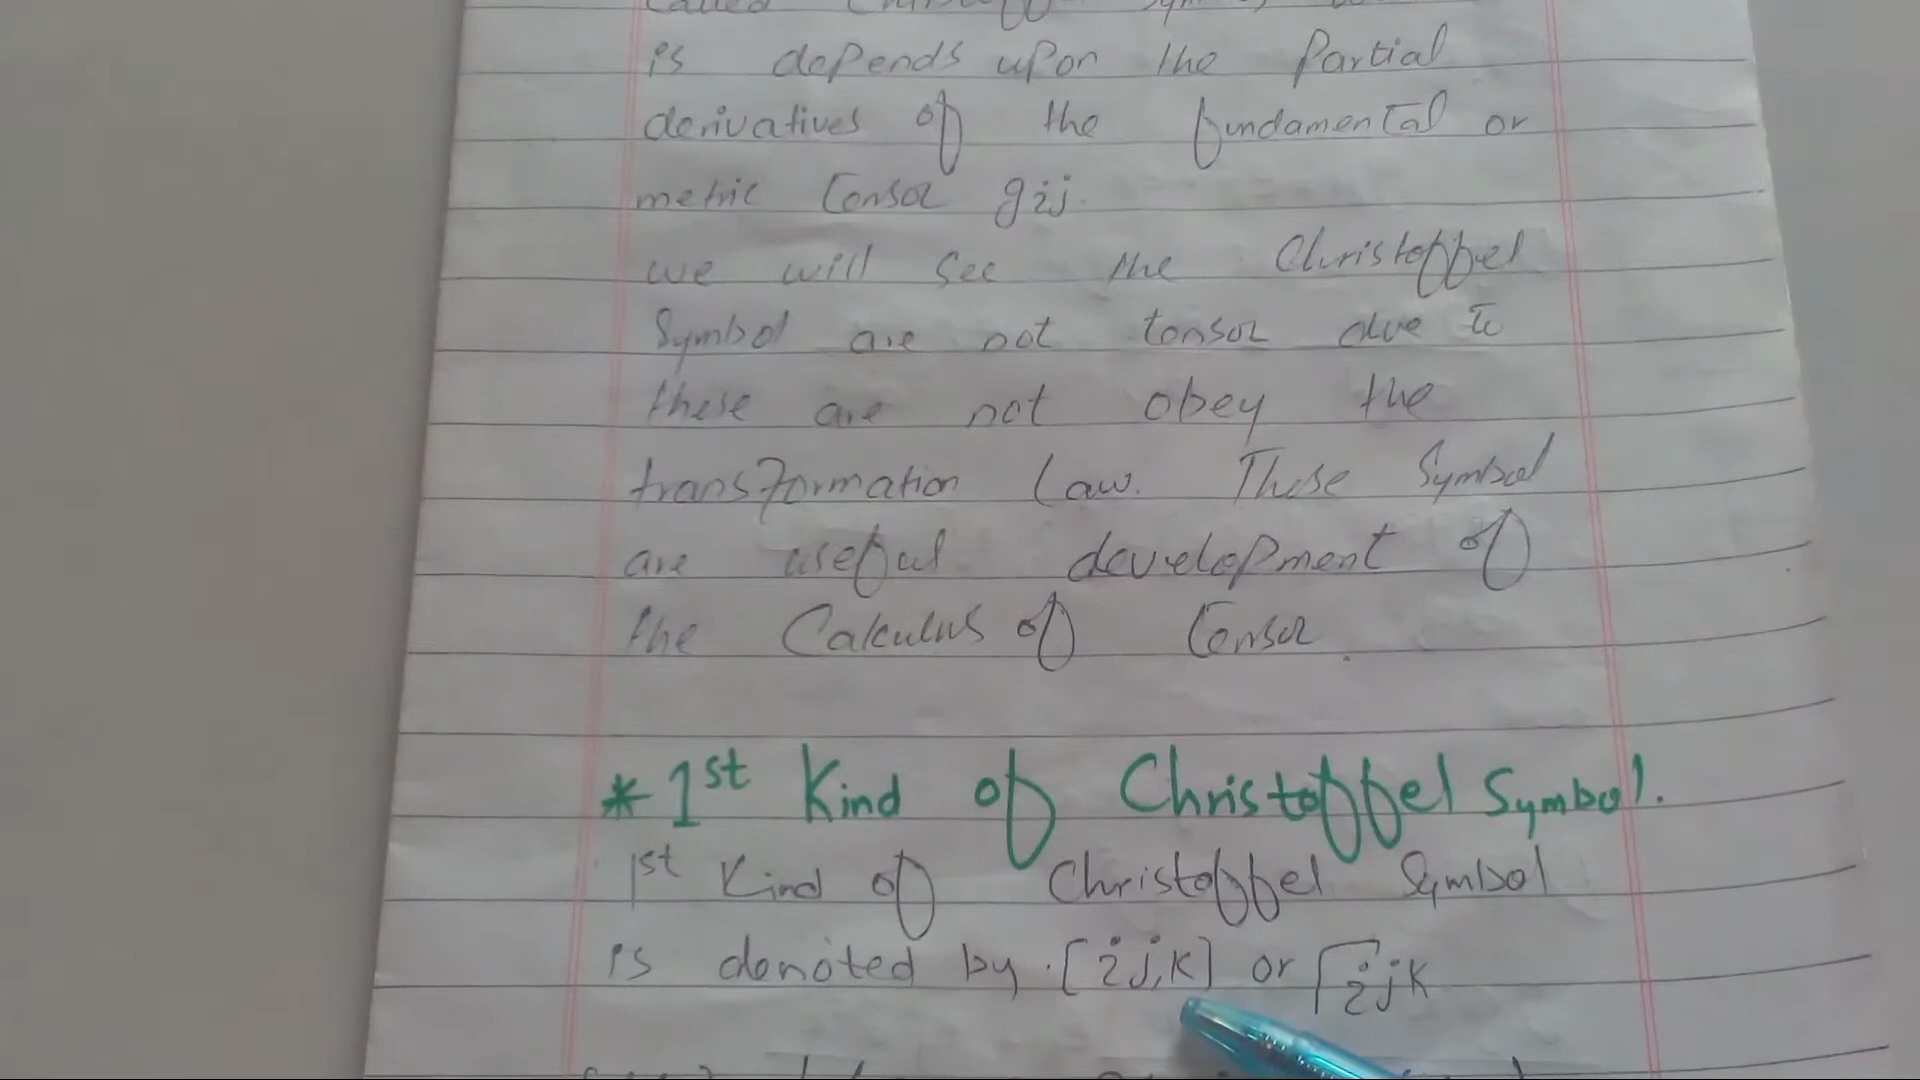 is depends upon the Partial
derivatives of the fundamental or
metric Tensor gij.
we will see the Christoffel
Symbol are not tensor due to
these are not obey the
transformation law. These Symbol
are useful development of
the Calculus of Tensor.
* 1st Kind of Christoffel Symbol.
1st Kind of Christoffel Symbol
is denoted by [ij,k] or Γijk